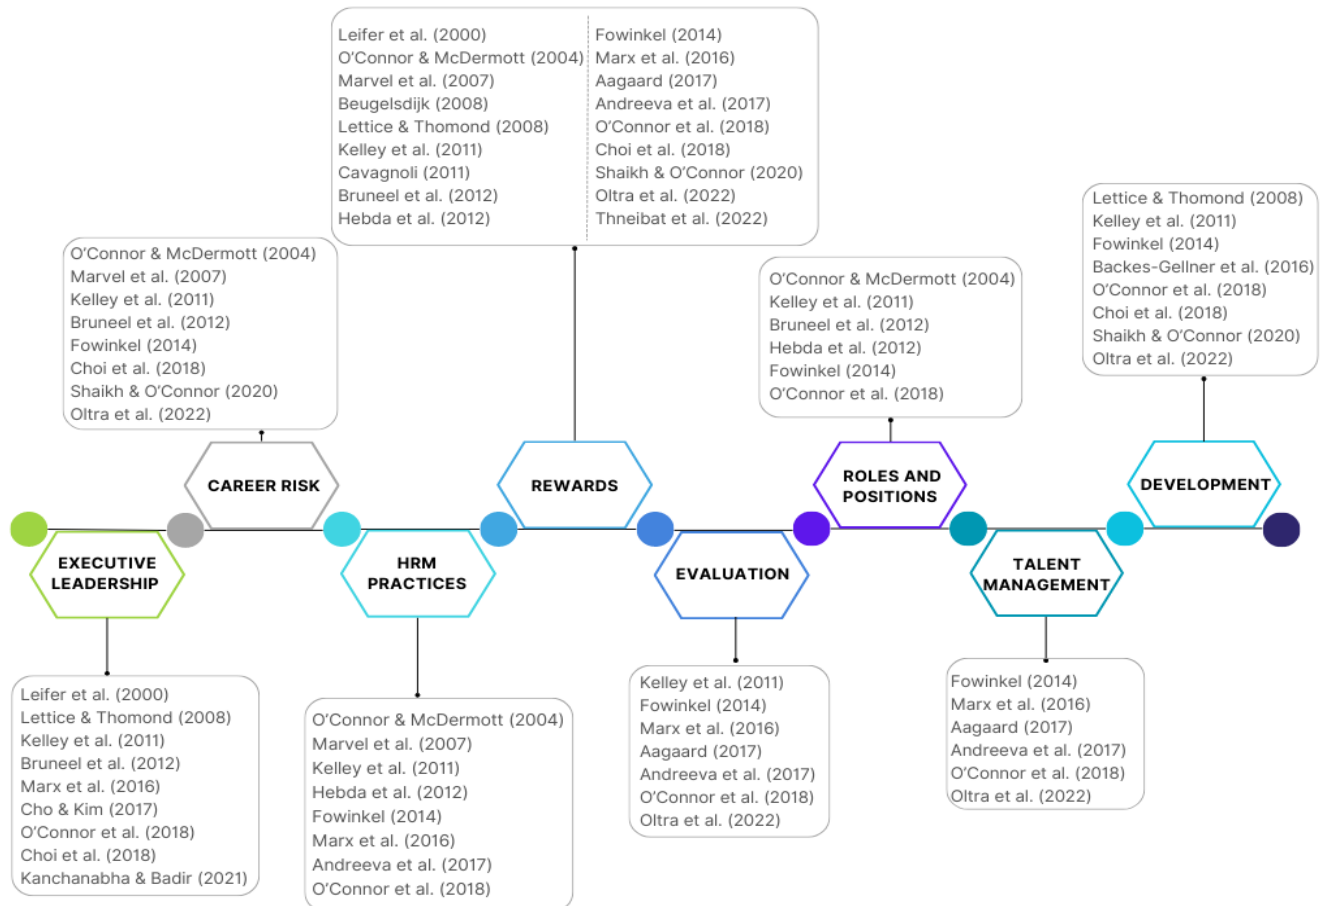 Leifer et al. (2000)
O'Connor & McDermott (2004)
Marvel et al. (2007)
Beugelsdijk (2008)
Lettice & Thomond (2008)
Kelley et al. (2011)
Cavagnoli (2011)
Bruneel et al. (2012)
Hebda et al. (2012)
Fowinkel (2014)
Marx et al. (2016)
Aagaard (2017)
Andreeva et al. (2017)
O'Connor et al. (2018)
Choi et al. (2018)
Shaikh & O'Connor (2020)
Oltra et al. (2022)
Thneibat et al. (2022)
O'Connor & McDermott (2004)
Marvel et al. (2007)
Kelley et al. (2011)
Bruneel et al. (2012)
Fowinkel (2014)
Choi et al. (2018)
Shaikh & O'Connor (2020)
Oltra et al. (2022)
O'Connor & McDermott (2004)
Kelley et al. (2011)
Bruneel et al. (2012)
Hebda et al. (2012)
Fowinkel (2014)
O'Connor et al. (2018)
Lettice & Thomond (2008)
Kelley et al. (2011)
Fowinkel (2014)
Backes-Gellner et al. (2016)
O'Connor et al. (2018)
Choi et al. (2018)
Shaikh & O'Connor (2020)
Oltra et al. (2022)
CAREER RISK
REWARDS
ROLES AND
POSITIONS
DEVELOPMENT
EXECUTIVE
LEADERSHIP
HRM
PRACTICES
EVALUATION
TALENT
MANAGEMENT
Leifer et al. (2000)
Lettice & Thomond (2008)
Kelley et al. (2011)
Bruneel et al. (2012)
Marx et al. (2016)
Cho & Kim (2017)
O'Connor et al. (2018)
Choi et al. (2018)
Kanchanabha & Badir (2021)
O'Connor & McDermott (2004)
Marvel et al. (2007)
Kelley et al. (2011)
Hebda et al. (2012)
Fowinkel (2014)
Marx et al. (2016)
Andreeva et al. (2017)
O'Connor et al. (2018)
Kelley et al. (2011)
Fowinkel (2014)
Marx et al. (2016)
Aagaard (2017)
Andreeva et al. (2017)
O'Connor et al. (2018)
Oltra et al. (2022)
Fowinkel (2014)
Marx et al. (2016)
Aagaard (2017)
Andreeva et al. (2017)
O'Connor et al. (2018)
Oltra et al. (2022)